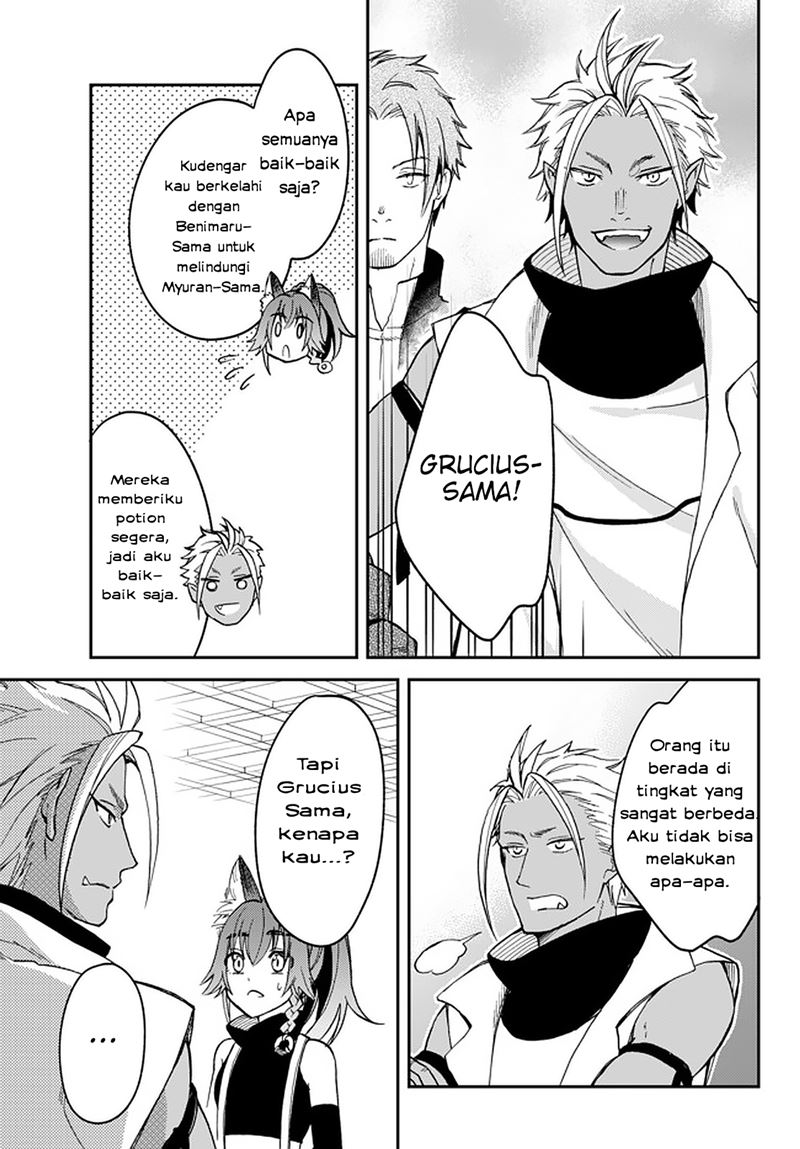 GRUCIUS-
SAMA!
Apa
semuanya
baik-baik
saja?
Kudengar
kau berkelahi
dengan
Benimaru-
Sama untuk
melindungi
Myuran-Sama.
Mereka
memberiku
potion
segera,
jadi aku
baik-
baik saja.
Orang itu
berada di
tingkat yang
sangat berbeda.
Aku tidak bisa
melakukan
apa-apa.
Tapi
Grucius
Sama,
kenapa
kau...?
...